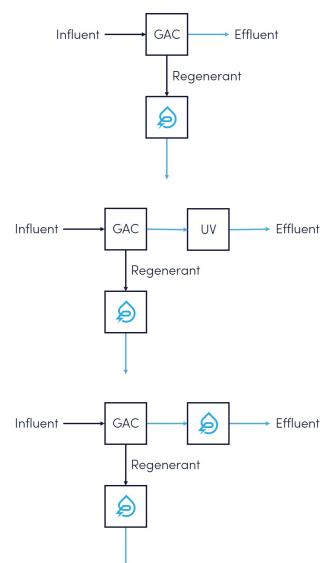 Influent GAC Effluent
Regenerant
Influent GAC UV Effluent
Regenerant
Influent GAC Effluent
Regenerant